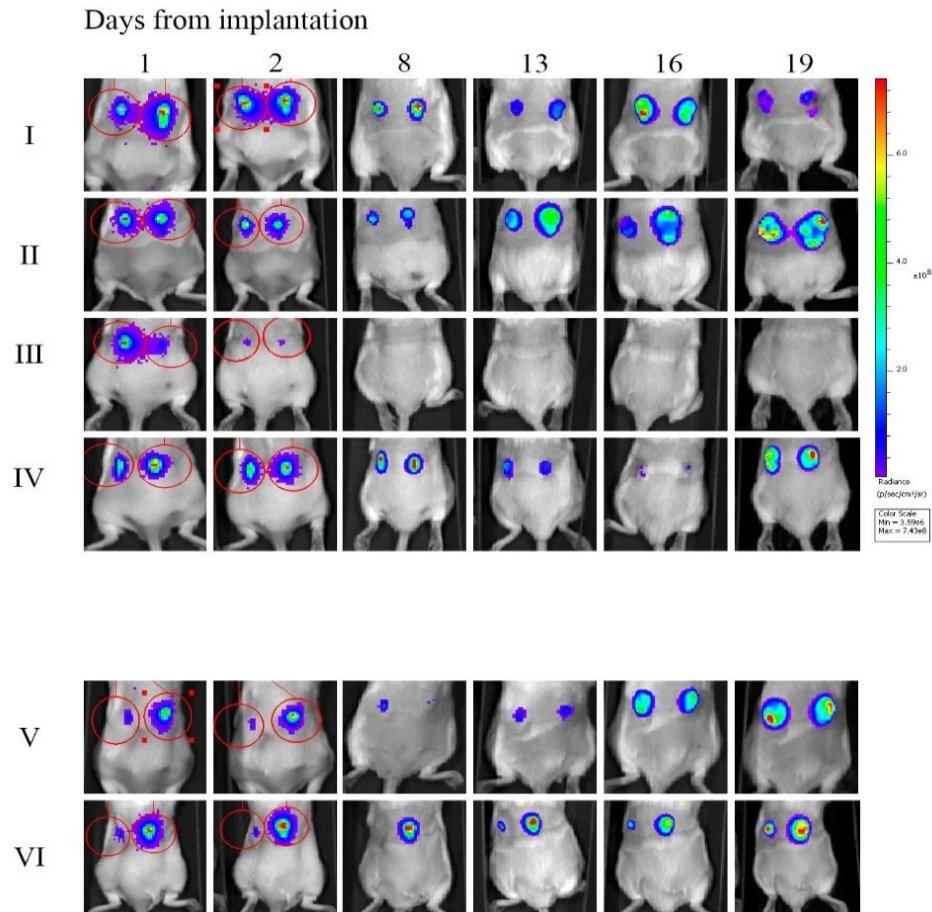 Days from implantation
1 2 8 13 16 19
I
II
III
IV
V
VI
6.0
4.0
x10⁸
2.0
Radiance
(p/sec/cm²/sr)
Color Scale
Min = 3.59e6
Max = 7.43e8